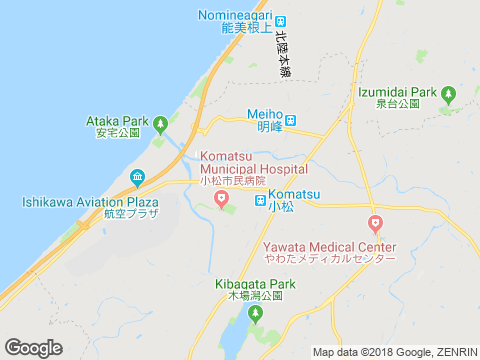 Nomineagari
能美根上
北陸本線
Izumidai Park
泉台公園
Meiho
明峰
Ataka Park
安宅公園
Komatsu
Municipal Hospital
小松市民病院
Ishikawa Aviation Plaza
航空プラザ
Komatsu
小松
Yawata Medical Center
やわたメディカルセンター
Kibagata Park
木場潟公園
Google
Map data ©2018 Google, ZENRIN